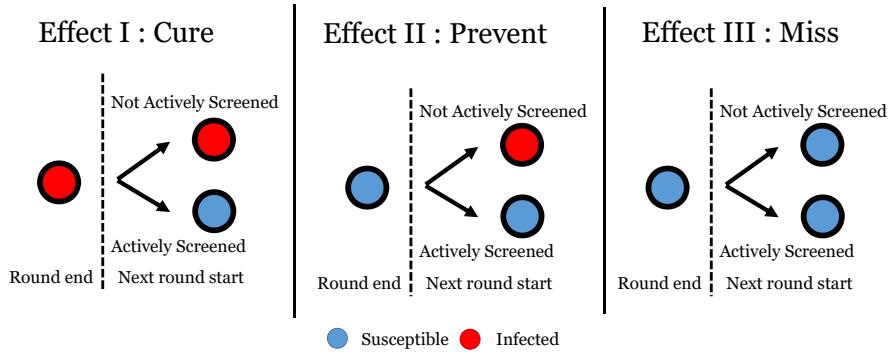 Effect I : Cure
Not Actively Screened
Actively Screened
Round end
Next round start
Effect II : Prevent
Not Actively Screened
Actively Screened
Round end
Next round start
Effect III : Miss
Not Actively Screened
Actively Screened
Round end
Next round start
Susceptible
Infected